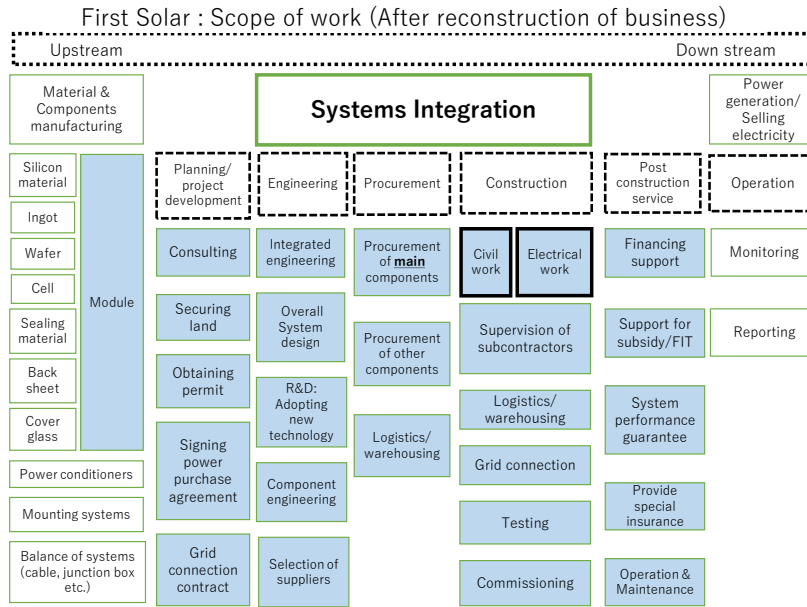 First Solar : Scope of work (After reconstruction of business)
Upstream
Down stream
Material &
Components
manufacturing
Systems Integration
Power
generation/
Selling
electricity
Silicon
material
Ingot
Wafer
Cell
Sealing
material
Back
sheet
Cover
glass
Module
Power conditioners
Mounting systems
Balance of systems
(cable, junction box
etc.)
Planning/
project
development
Consulting
Securing
land
Obtaining
permit
Signing
power
purchase
agreement
Grid
connection
contract
Engineering
Integrated
engineering
Overall
System
design
R&D:
Adopting
new
technology
Component
engineering
Selection of
suppliers
Procurement
Procurement
of main
components
Procurement
of other
components
Logistics/
warehousing
Construction
Civil
work
Electrical
work
Supervision of
subcontractors
Logistics/
warehousing
Grid connection
Testing
Commissioning
Post
construction
service
Financing
support
Support for
subsidy/FIT
System
performance
guarantee
Provide
special
insurance
Operation &
Maintenance
Operation
Monitoring
Reporting